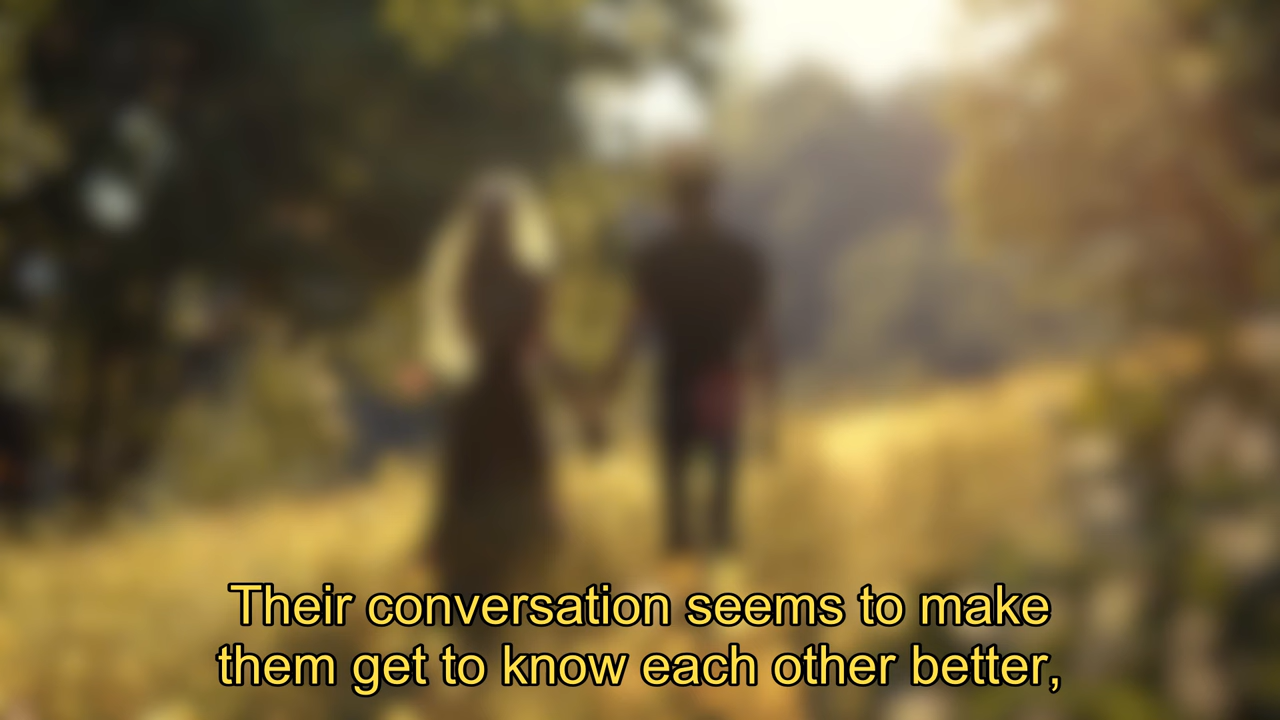 Their conversation seems to make
them get to know each other better,